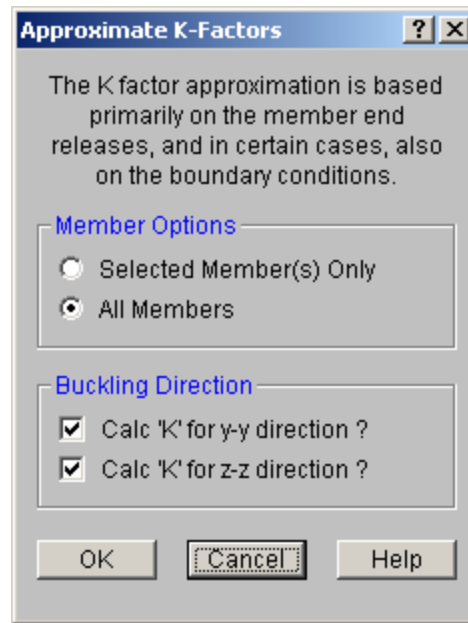 Approximate K-Factors
The K factor approximation is based
primarily on the member end
releases, and in certain cases, also
on the boundary conditions.
Member Options
Selected Member(s) Only
All Members
Buckling Direction
Calc 'K' for y-y direction ?
Calc 'K' for z-z direction ?
OK Cancel Help